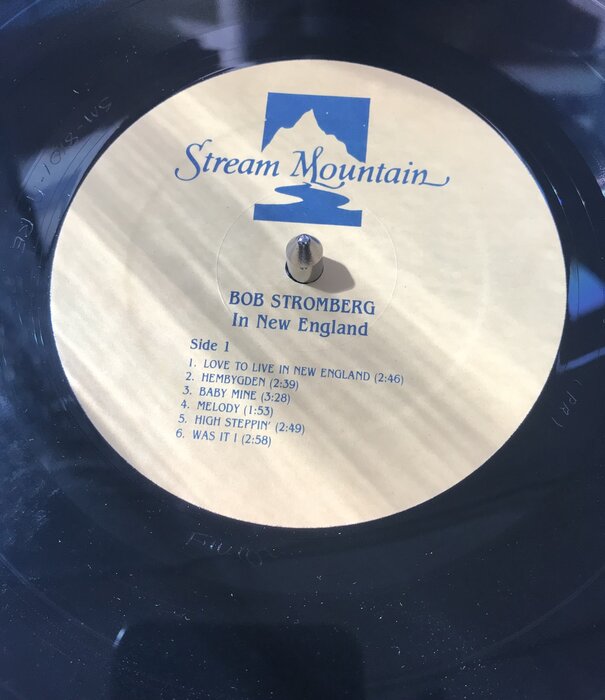 Stream Mountain
BOB STROMBERG
In New England
Side 1
1. LOVE TO LIVE IN NEW ENGLAND (2:46)
2. HEMBYGDEN (2:39)
3. BABY MINE (3:28)
4. MELODY (1:53)
5. HIGH STEPPIN' (2:49)
6. WAS IT I (2:58)